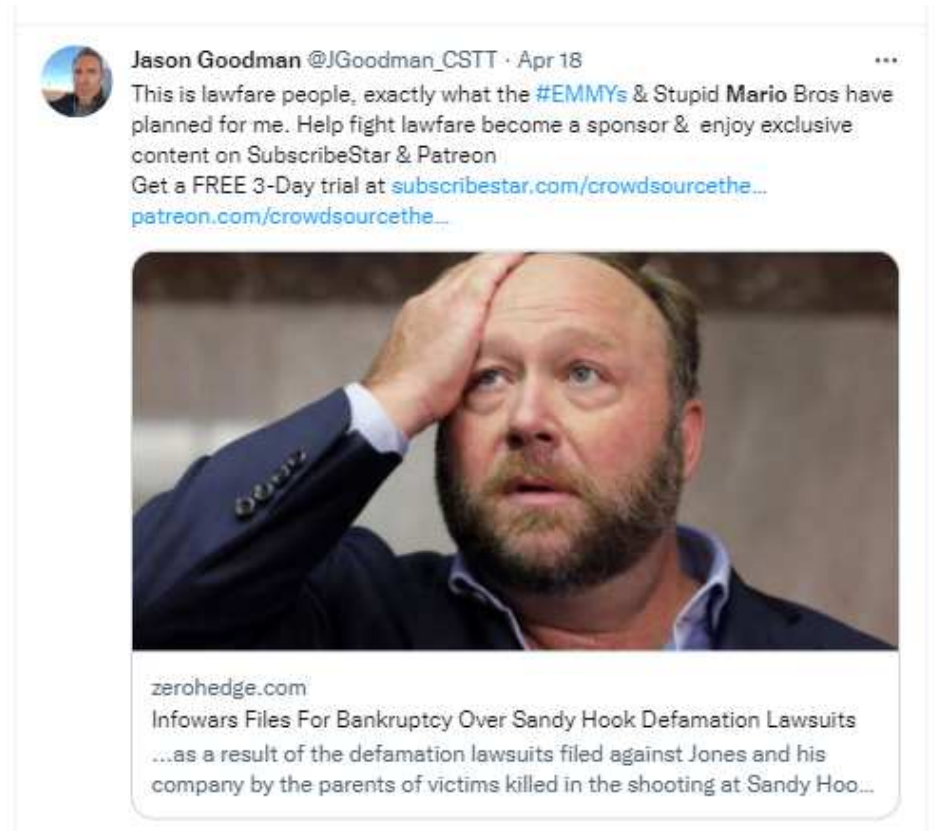 Jason Goodman @JGoodman_CSTT · Apr 18
This is lawfare people, exactly what the #EMMYs & Stupid Mario Bros have
planned for me. Help fight lawfare become a sponsor & enjoy exclusive
content on SubscribeStar & Patreon
Get a FREE 3-Day trial at subscribestar.com/crowdsourcethe...
patreon.com/crowdsourcethe...
zerohedge.com
Infowars Files For Bankruptcy Over Sandy Hook Defamation Lawsuits
...as a result of the defamation lawsuits filed against Jones and his
company by the parents of victims killed in the shooting at Sandy Hoo...